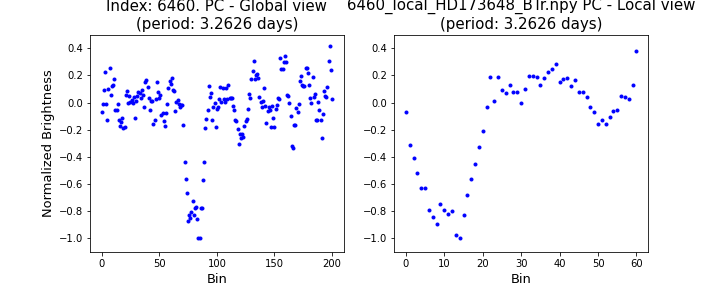 Index: 6460. PC - Global view
(period: 3.2626 days)
6460_local_HD173648_BTr.npy PC - Local view
(period: 3.2626 days)
Normalized Brightness
0.4
0.2
0.0
−0.2
−0.4
−0.6
−0.8
−1.0
0 50 100 150 200
Bin
0.4
0.2
0.0
−0.2
−0.4
−0.6
−0.8
−1.0
0 10 20 30 40 50 60
Bin